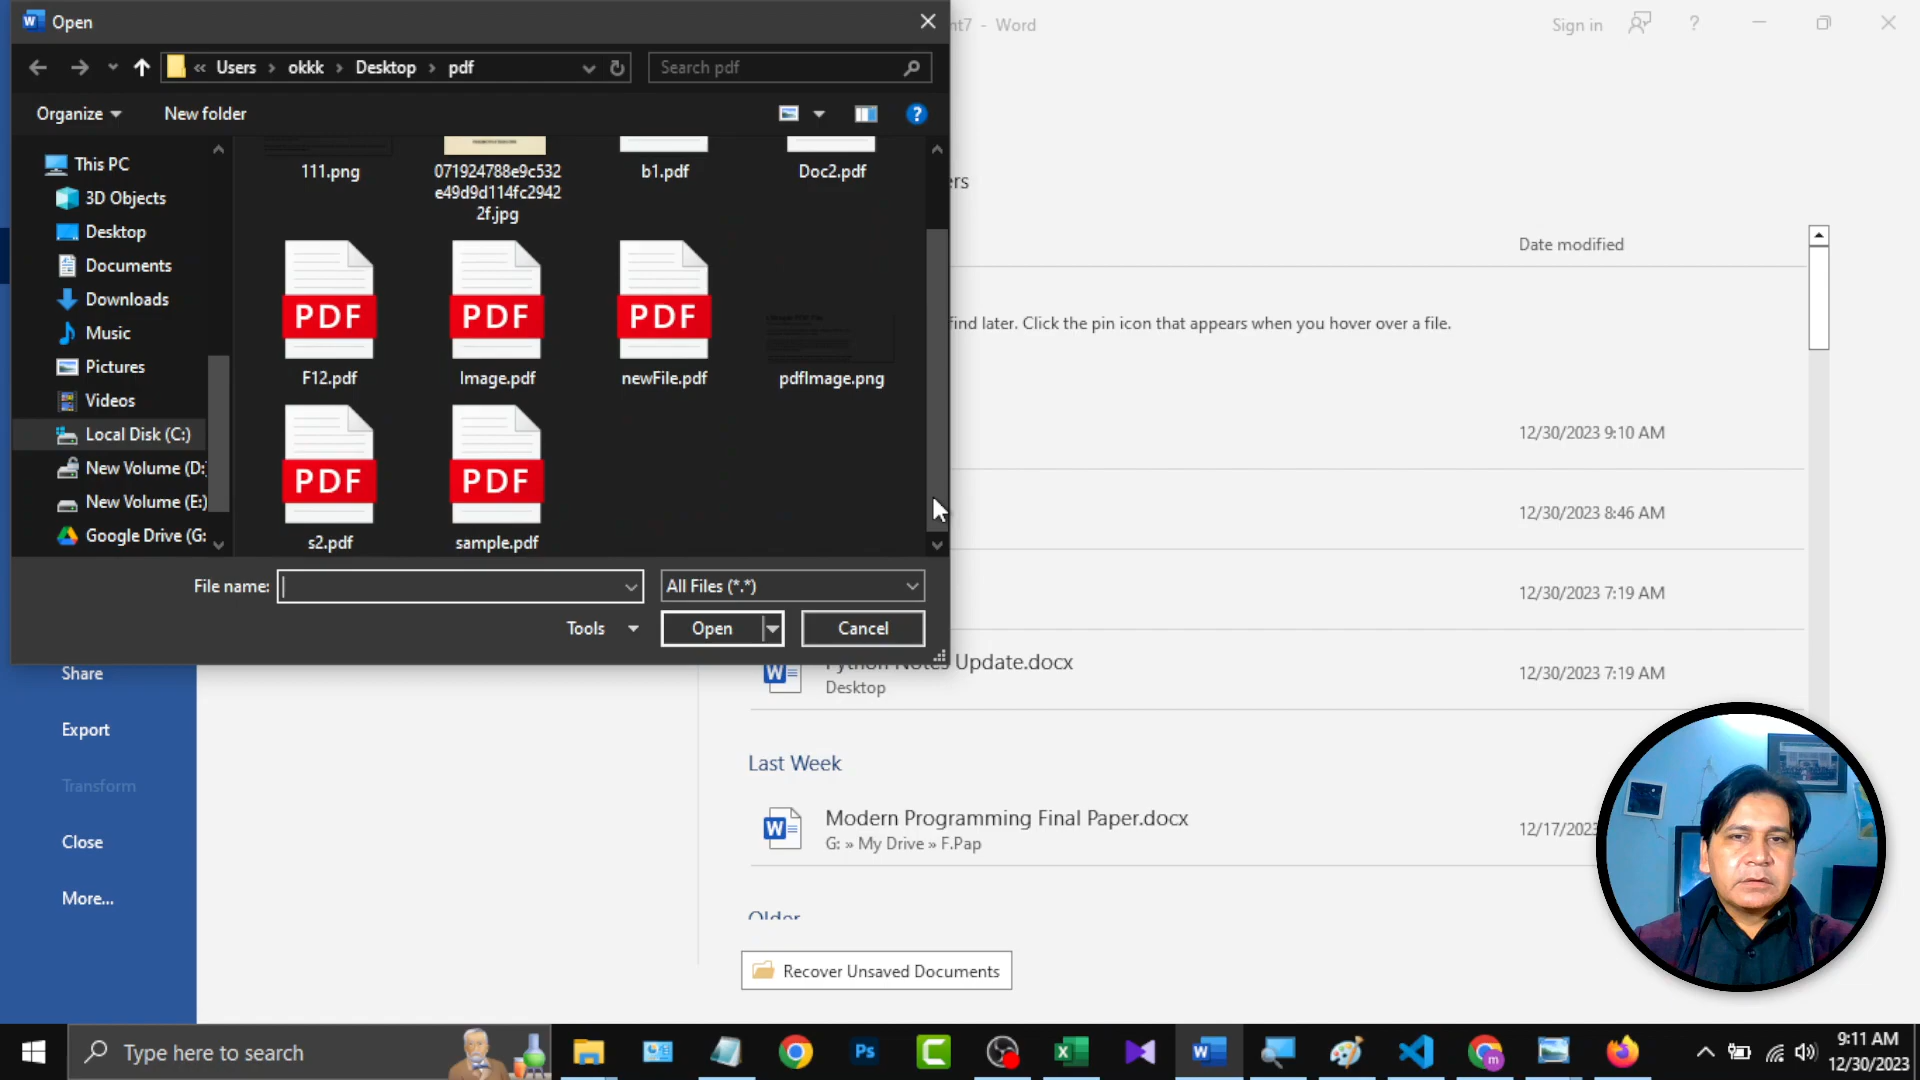 Open
nt7 - Word
Sign in
?
« Users > okkk > Desktop > pdf
Search pdf
Organize
New folder
?
This PC
3D Objects
Desktop
Documents
Downloads
Music
Pictures
Videos
Local Disk (C:)
New Volume (D:
New Volume (E:)
Google Drive (G:
111.png
071924788e9c532
e49d9d114fc2942
2f.jpg
b1.pdf
Doc2.pdf
PDF
PDF
PDF
F12.pdf
Image.pdf
newFile.pdf
pdfImage.png
PDF
PDF
s2.pdf
sample.pdf
File name:
All Files (*.*)
Tools
Open
Cancel
ers
Date modified
find later. Click the pin icon that appears when you hover over a file.
12/30/2023 9:10 AM
12/30/2023 8:46 AM
12/30/2023 7:19 AM
Python Notes Update.docx
Desktop
12/30/2023 7:19 AM
Last Week
Modern Programming Final Paper.docx
G: » My Drive » F.Pap
12/17/2023
Older
Recover Unsaved Documents
Share
Export
Transform
Close
More...
Type here to search
Ps
9:11 AM
12/30/2023